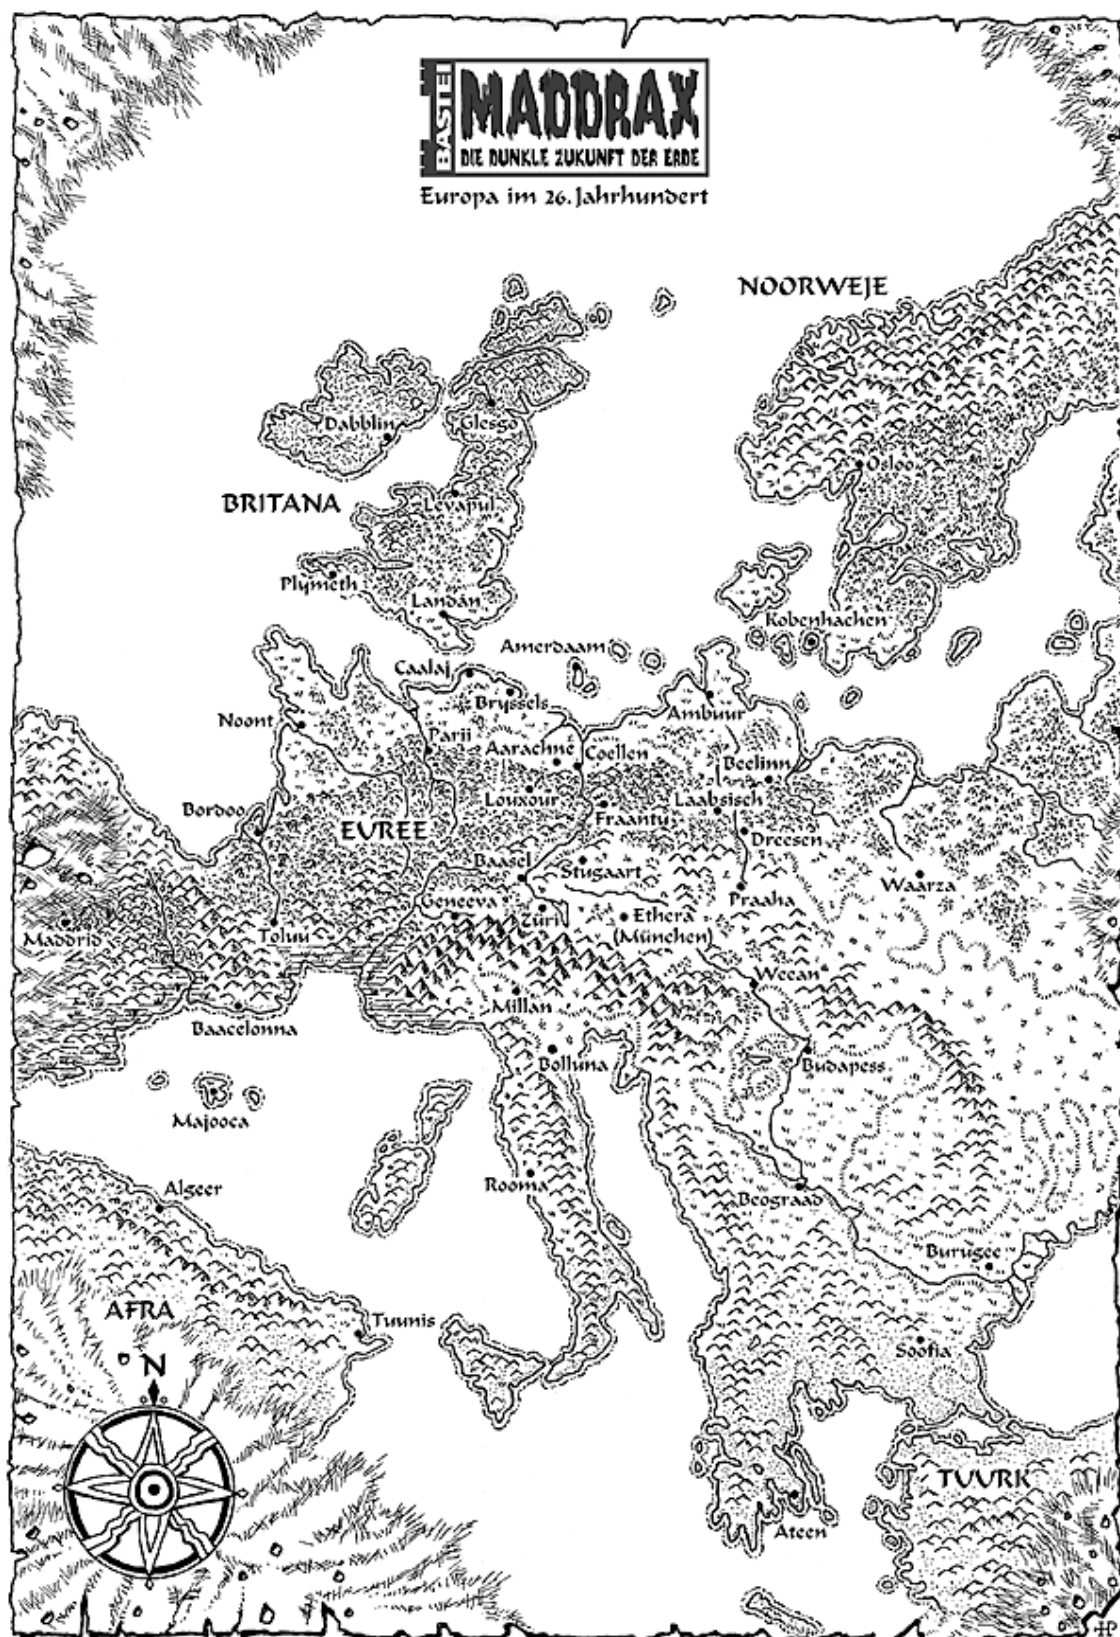 BASTEI
MADDRAX
DIE DUNKLE ZUKUNFT DER ERDE
Europa im 26. Jahrhundert
NOORWEJE
Dabblin
Glesgo
Osloo
BRITANA
Levapul
Plymeth
Landän
Kobenhachen
Amerdaam
Caalaj
Bryssels
Ambuur
Noont
Parii
Aarachne
Coellen
Beelinn
Bordoo
Louxour
Laabsisch
EUREE
Fraantu
Dreesen
Baasel
Stugaart
Waarza
Geneeva
Züri
Praaha
Maddrid
Toluu
Ethera
(München)
Weean
Millan
Baacelonna
Bolluna
Budapess
Majooca
Algeer
Rooma
Beograad
Burugee
AFRA
Tuunis
Soofia
N
TUURK
Ateen